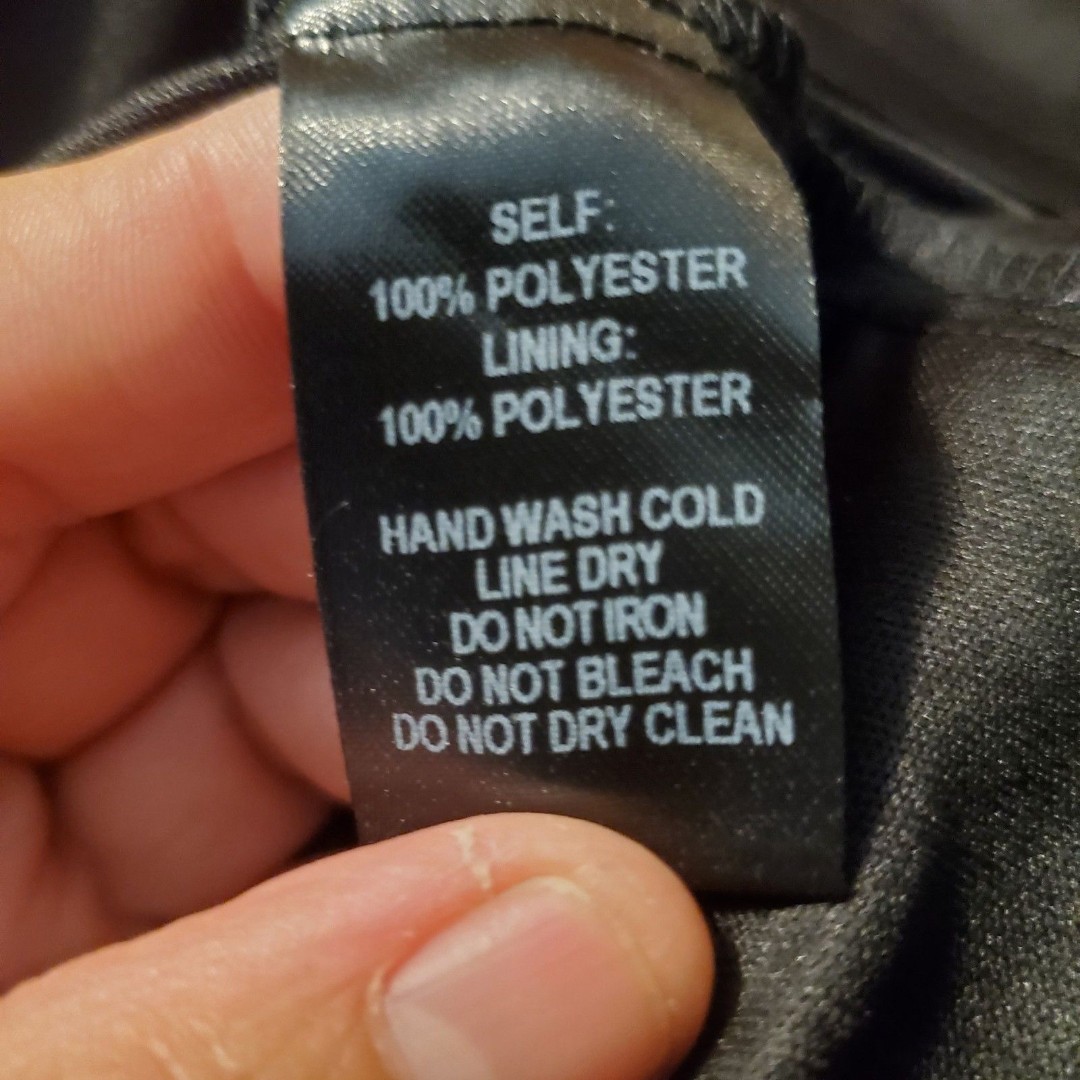 SELF:
100% POLYESTER
LINING:
100% POLYESTER
HAND WASH COLD
LINE DRY
DO NOT IRON
DO NOT BLEACH
DO NOT DRY CLEAN